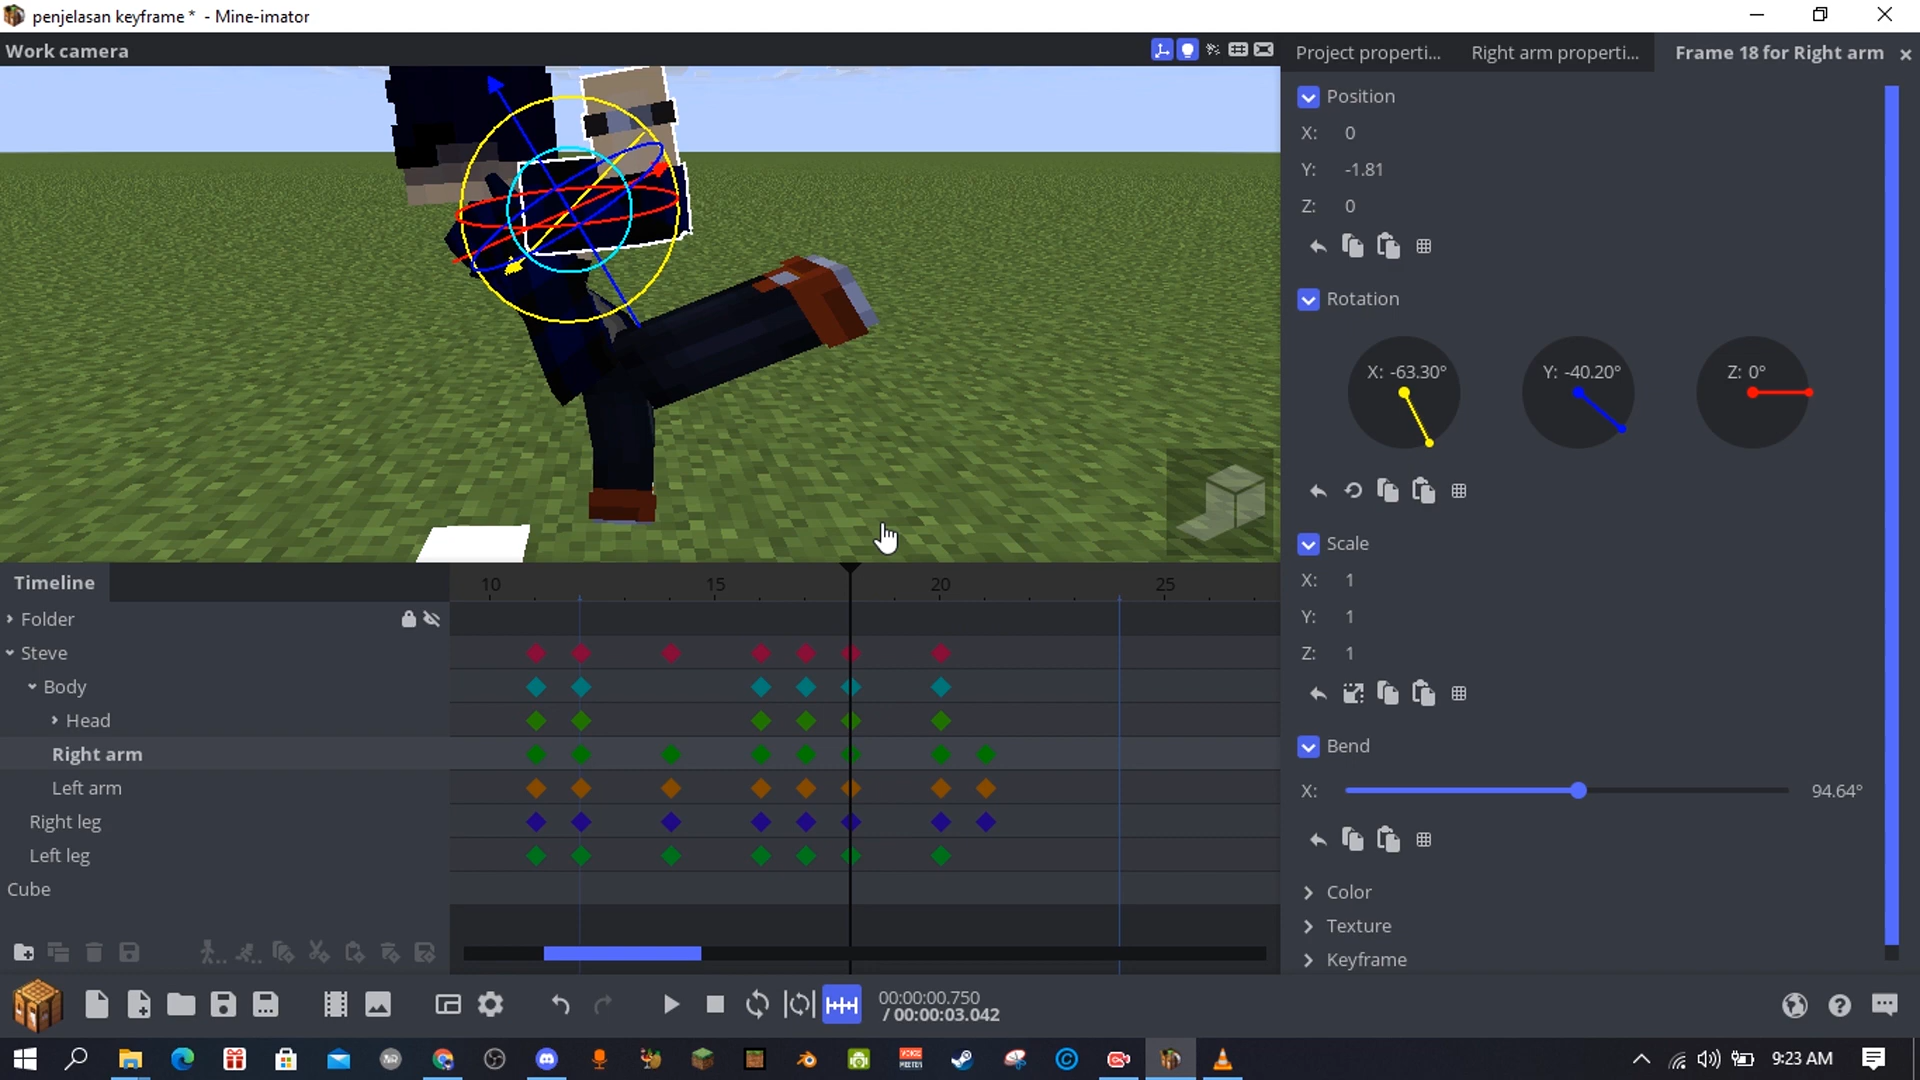 penjelasan keyframe * - Mine-imator
Work camera
Project properti... Right arm properti... Frame 18 for Right arm
Position
X: 0
Y: -1.81
Z: 0
Rotation
X: -63.30° Y: -40.20° Z: 0°
Scale
X: 1
Y: 1
Z: 1
Bend
X: 94.64°
Color
Texture
Keyframe
Timeline
10 15 20 25
Folder
Steve
Body
Head
Right arm
Left arm
Right leg
Left leg
Cube
00:00:00.750
/ 00:00:03.042
VOICE
MEETER
9:23 AM